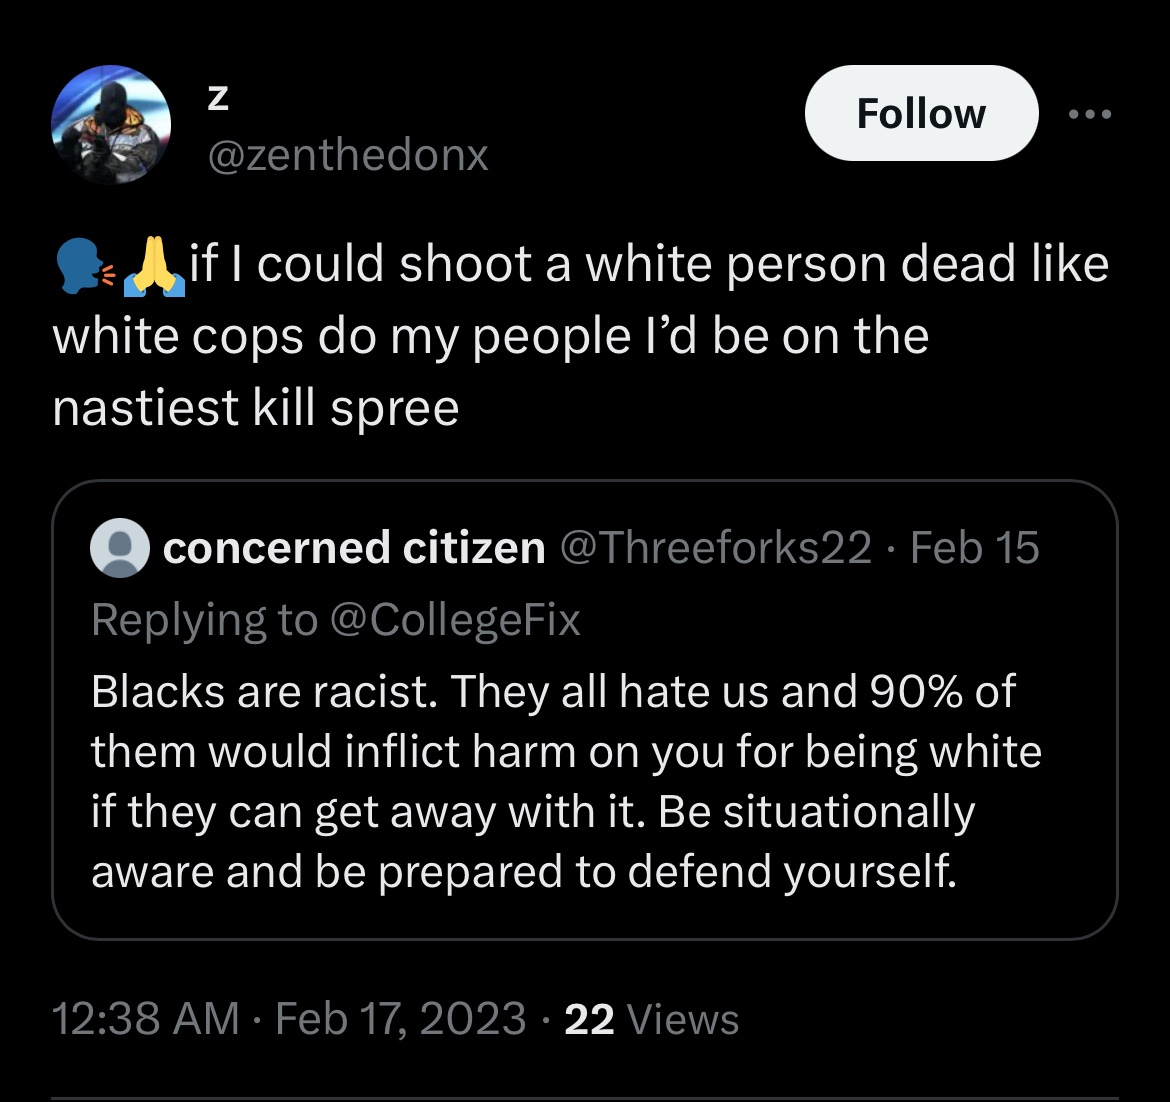 z
@zenthedonx
Follow
🗣️🙏if I could shoot a white person dead like
white cops do my people I’d be on the
nastiest kill spree
concerned citizen @Threeforks22 · Feb 15
Replying to @CollegeFix
Blacks are racist. They all hate us and 90% of
them would inflict harm on you for being white
if they can get away with it. Be situationally
aware and be prepared to defend yourself.
12:38 AM · Feb 17, 2023 · 22 Views